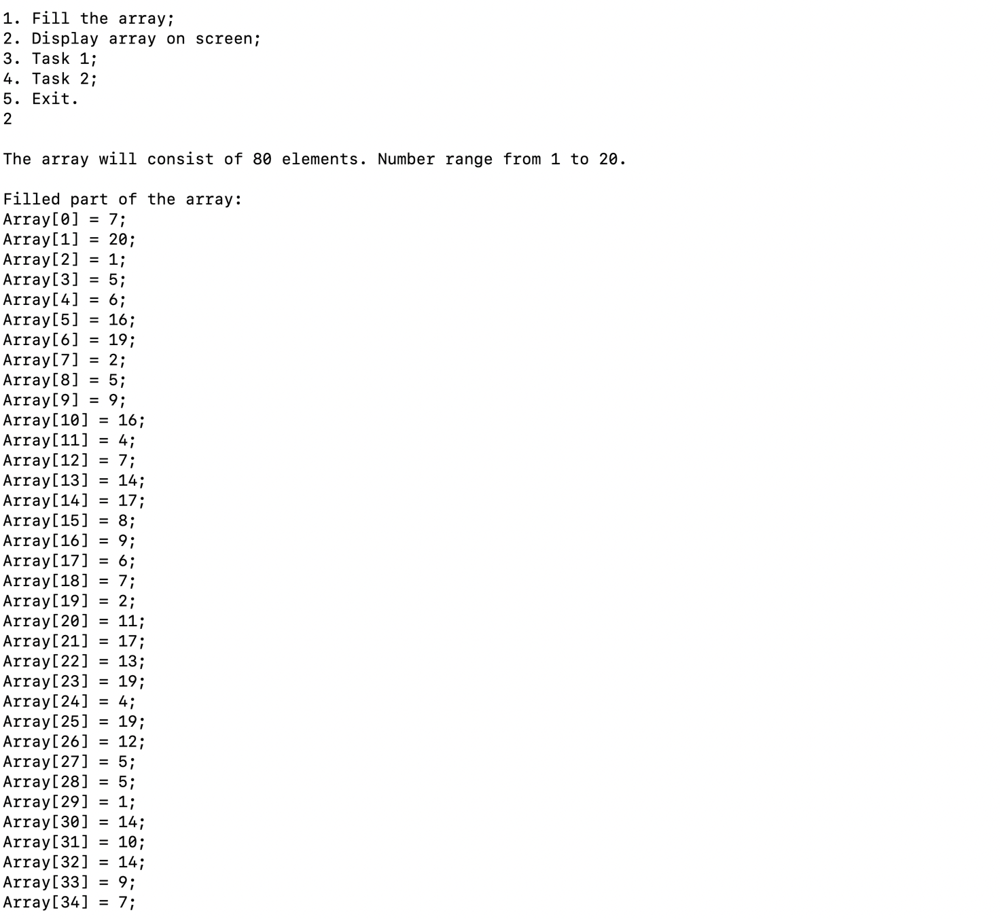 1. Fill the array;
2. Display array on screen;
3. Task 1;
4. Task 2;
5. Exit.
2
The array will consist of 80 elements. Number range from 1 to 20.
Filled part of the array:
Array[0] = 7;
Array[1] = 20;
Array[2] = 1;
Array[3] = 5;
Array[4] = 6;
Array[5] = 16;
Array[6] = 19;
Array[7] = 2;
Array[8] = 5;
Array[9] = 9;
Array[10] = 16;
Array[11] = 4;
Array[12] = 7;
Array[13] = 14;
Array[14] = 17;
Array[15] = 8;
Array[16] = 9;
Array[17] = 6;
Array[18] = 7;
Array[19] = 2;
Array[20] = 11;
Array[21] = 17;
Array[22] = 13;
Array[23] = 19;
Array[24] = 4;
Array[25] = 19;
Array[26] = 12;
Array[27] = 5;
Array[28] = 5;
Array[29] = 1;
Array[30] = 14;
Array[31] = 10;
Array[32] = 14;
Array[33] = 9;
Array[34] = 7;